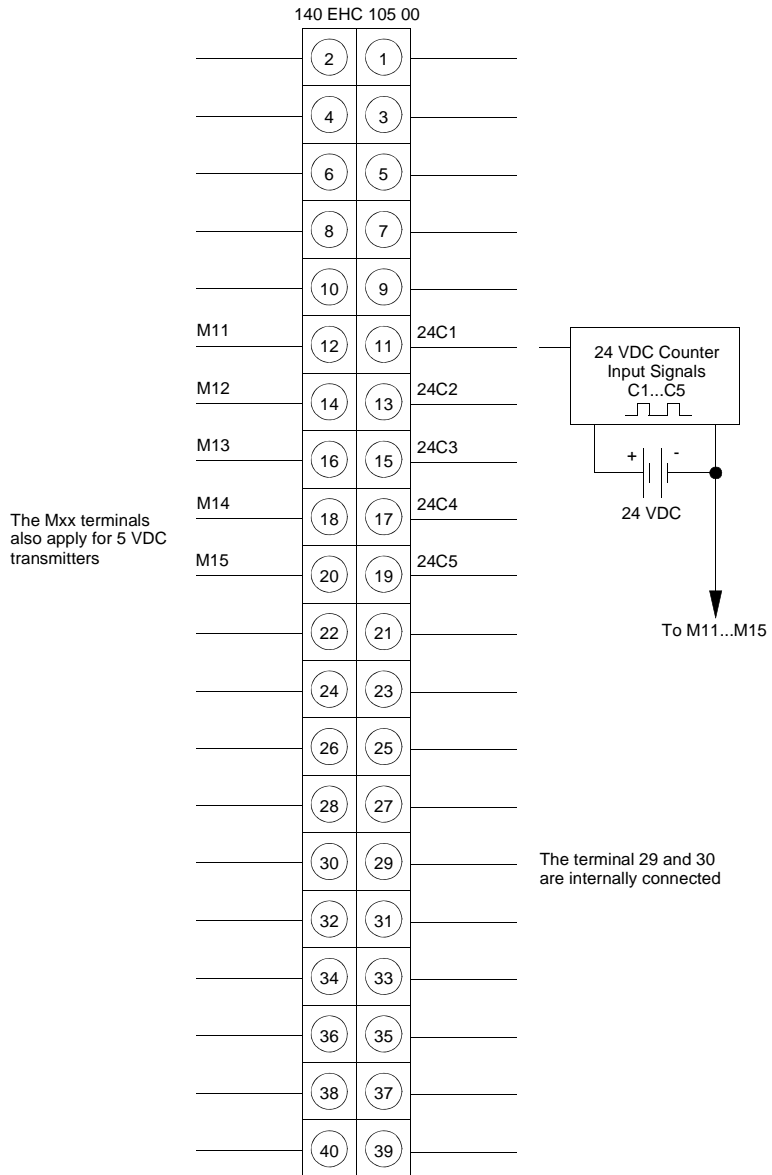 140 EHC 105 00
2 1
4 3
6 5
8 7
10 9
M11 12 11 24C1
M12 14 13 24C2
M13 16 15 24C3
M14 18 17 24C4
M15 20 19 24C5
22 21
24 23
26 25
28 27
30 29
32 31
34 33
36 35
38 37
40 39
The Mxx terminals
also apply for 5 VDC
transmitters
24 VDC Counter
Input Signals
C1...C5
+ -
24 VDC
To M11...M15
The terminal 29 and 30
are internally connected